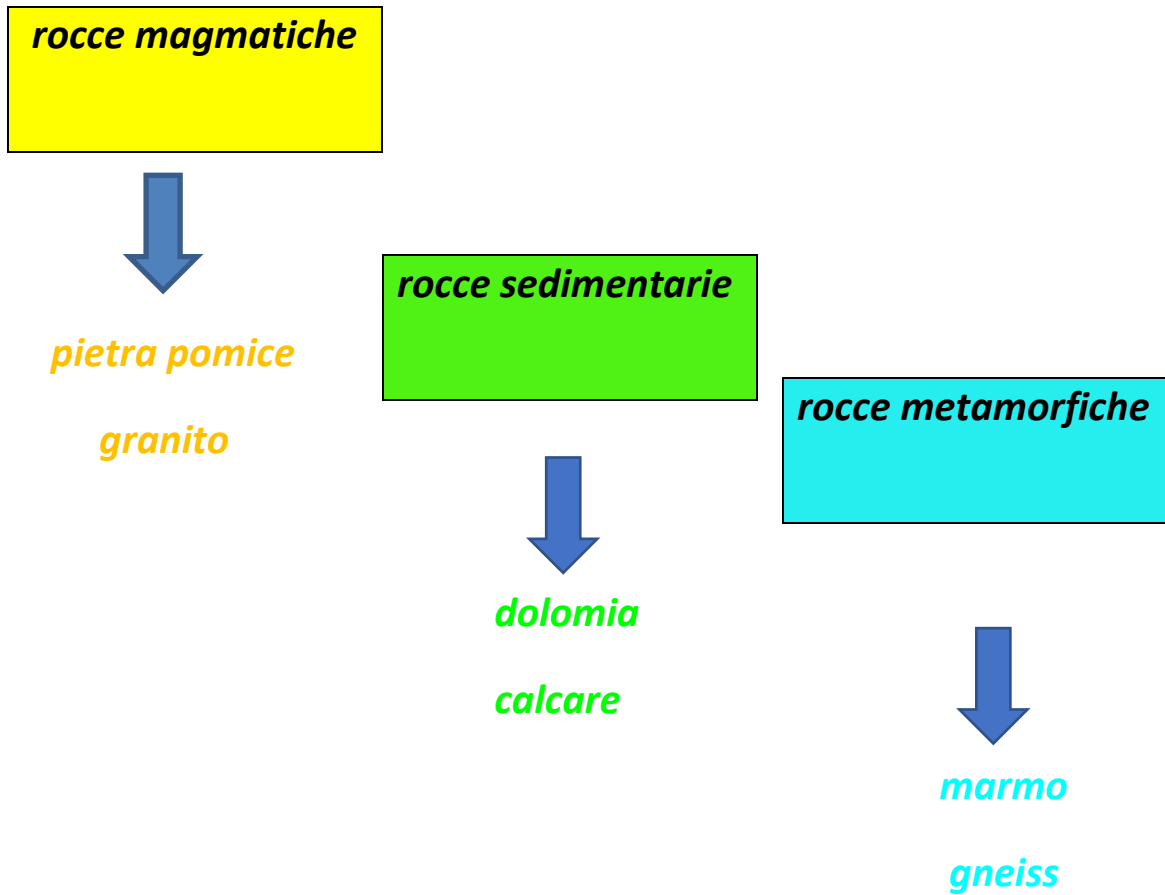 rocce magmatiche
pietra pomice
granito
rocce sedimentarie
dolomia
calcare
rocce metamorfiche
marmo
gneiss